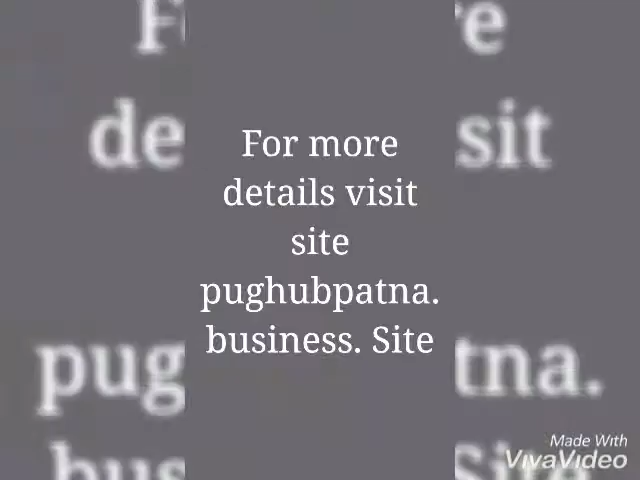 For more
details visit
site
pughubpatna.
business. Site
Made With
VivaVideo